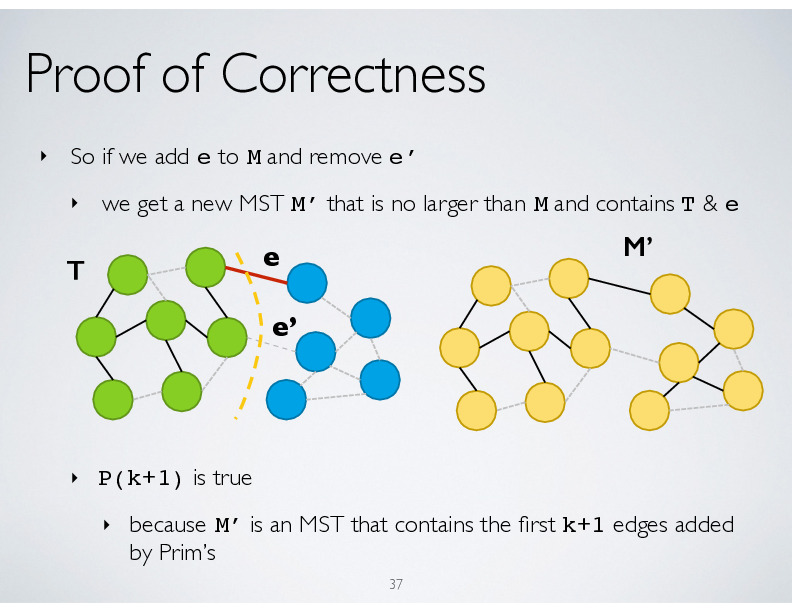 Proof of Correctness
‣ So if we add e to M and remove e’
‣ we get a new MST M’ that is no larger than M and contains T & e
M’
T
e
e’
‣ P(k+1) is true
‣ because M’ is an MST that contains the first k+1 edges added
by Prim’s
37